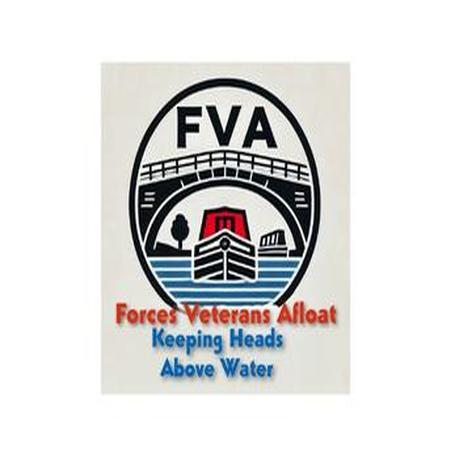 FVA
Forces Veterans Afloat
Keeping Heads
Above Water